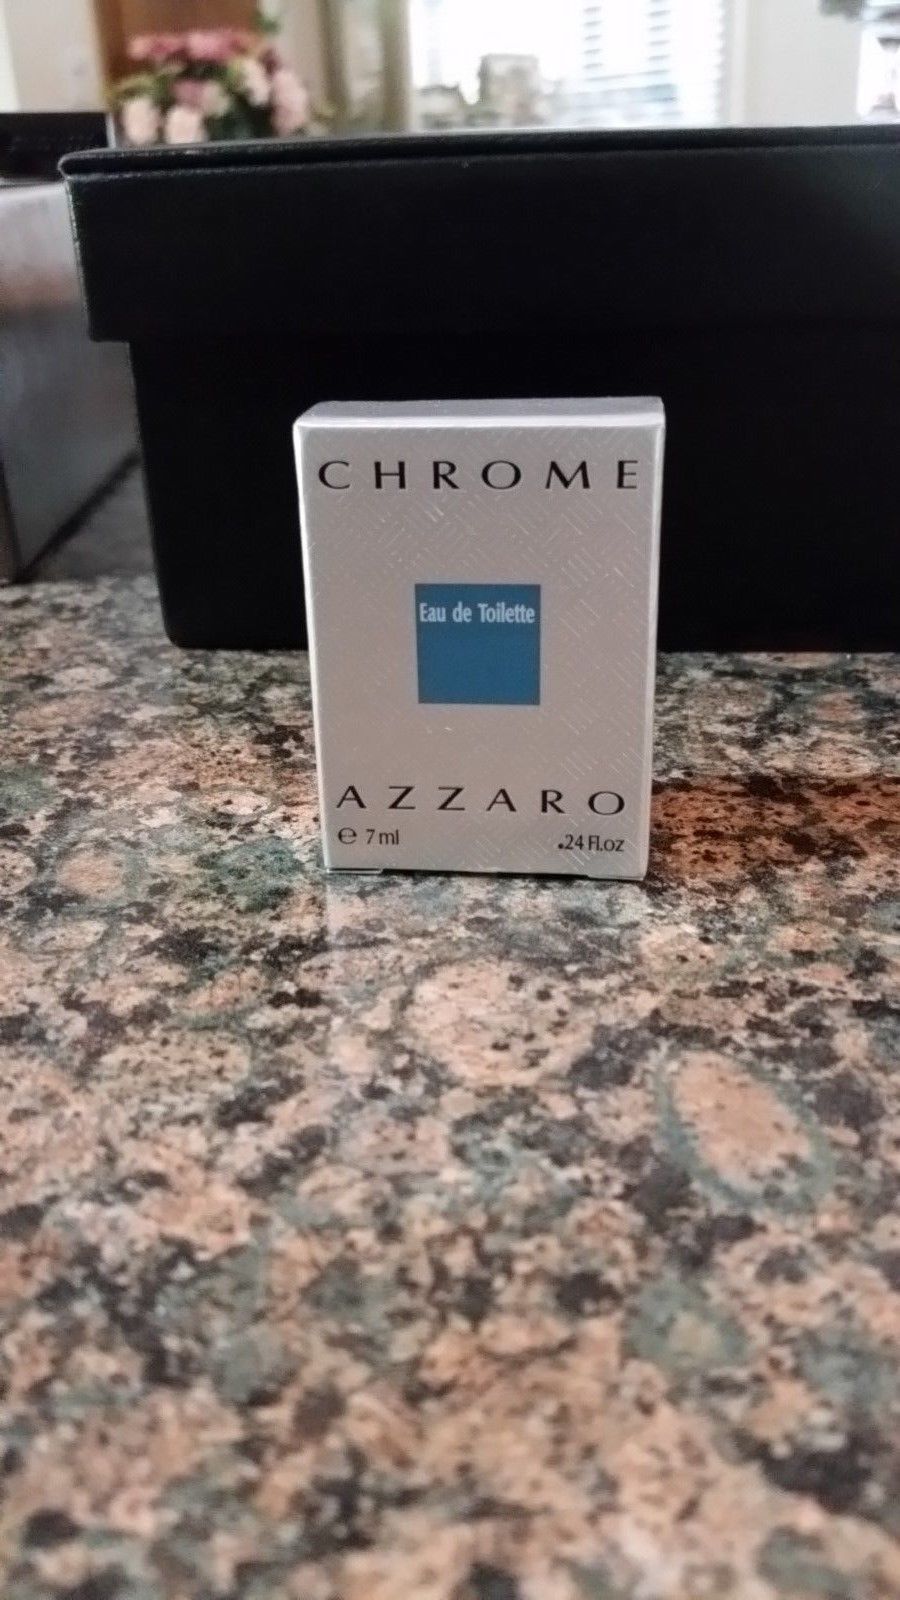 CHROME
Eau de Toilette
AZZARO
℮ 7 ml .24 Fl.oz